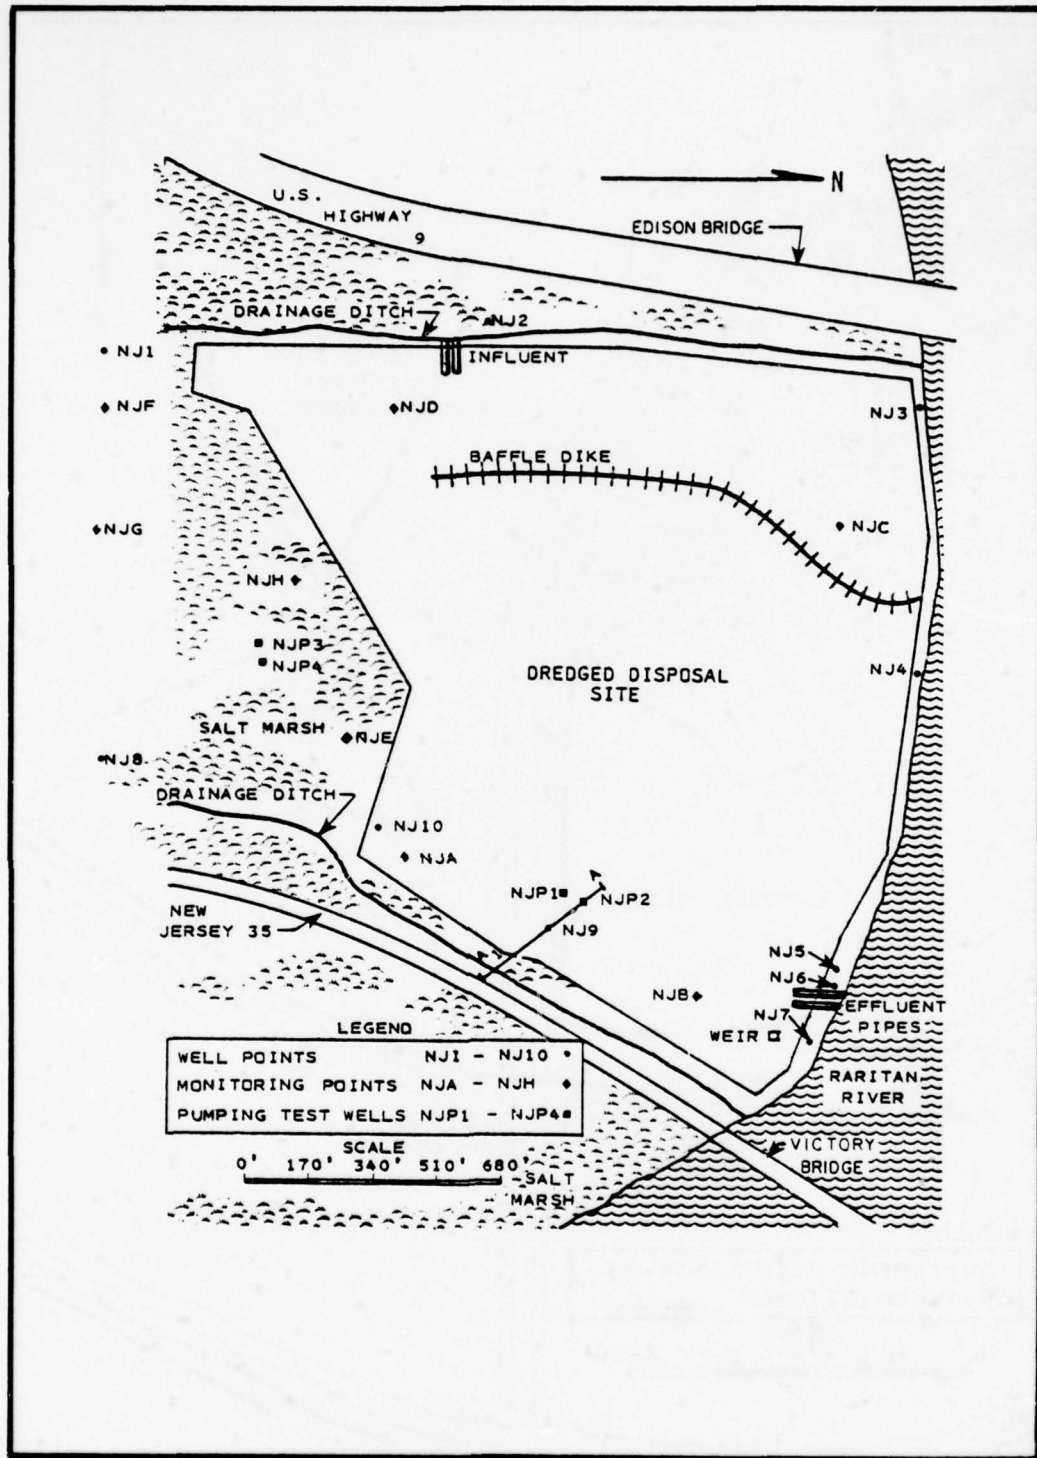 N
U.S.
HIGHWAY
9
EDISON BRIDGE
DRAINAGE DITCH
NJ2
NJ1
INFLUENT
NJF
NJD
NJ3
BAFFLE DIKE
NJG
NJC
NJH
NJP3
NJP4
DREDGED DISPOSAL
SITE
NJ4
SALT MARSH
NJE
NJ8
DRAINAGE DITCH
NJ10
NJA
A
NJP1
NJP2
NEW
JERSEY 35
NJ9
A
NJ5
NJ6
NJB
EFFLUENT
PIPES
NJ7
WEIR
LEGEND
WELL POINTS NJ1 - NJ10
MONITORING POINTS NJA - NJH
PUMPING TEST WELLS NJP1 - NJP4
RARITAN
RIVER
SCALE
0' 170' 340' 510' 680'
VICTORY
BRIDGE
SALT
MARSH